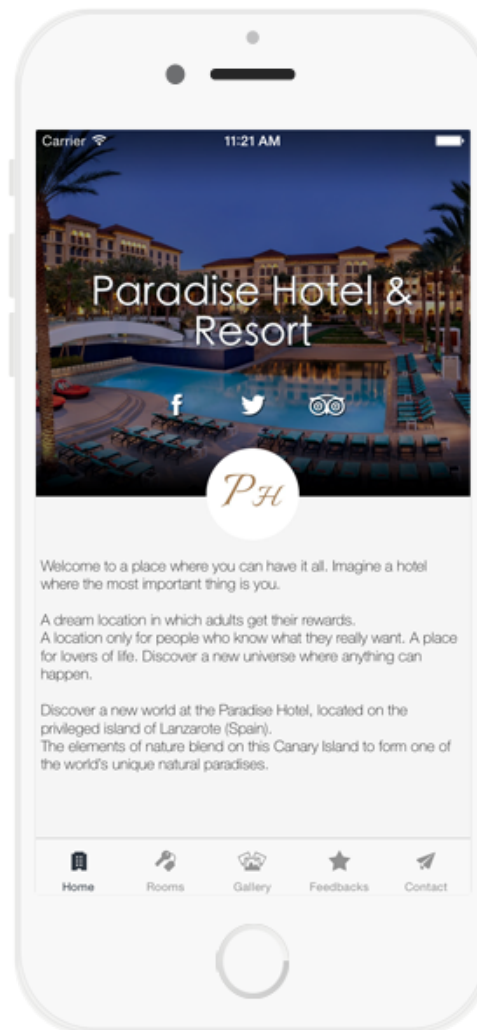 Carrier 11:21 AM
Paradise Hotel &
Resort
PH
Welcome to a place where you can have it all. Imagine a hotel
where the most important thing is you.
A dream location in which adults get their rewards.
A location only for people who know what they really want. A place
for lovers of life. Discover a new universe where anything can
happen.
Discover a new world at the Paradise Hotel, located on the
privileged island of Lanzarote (Spain).
The elements of nature blend on this Canary Island to form one of
the world's unique natural paradises.
Home Rooms Gallery Feedbacks Contact